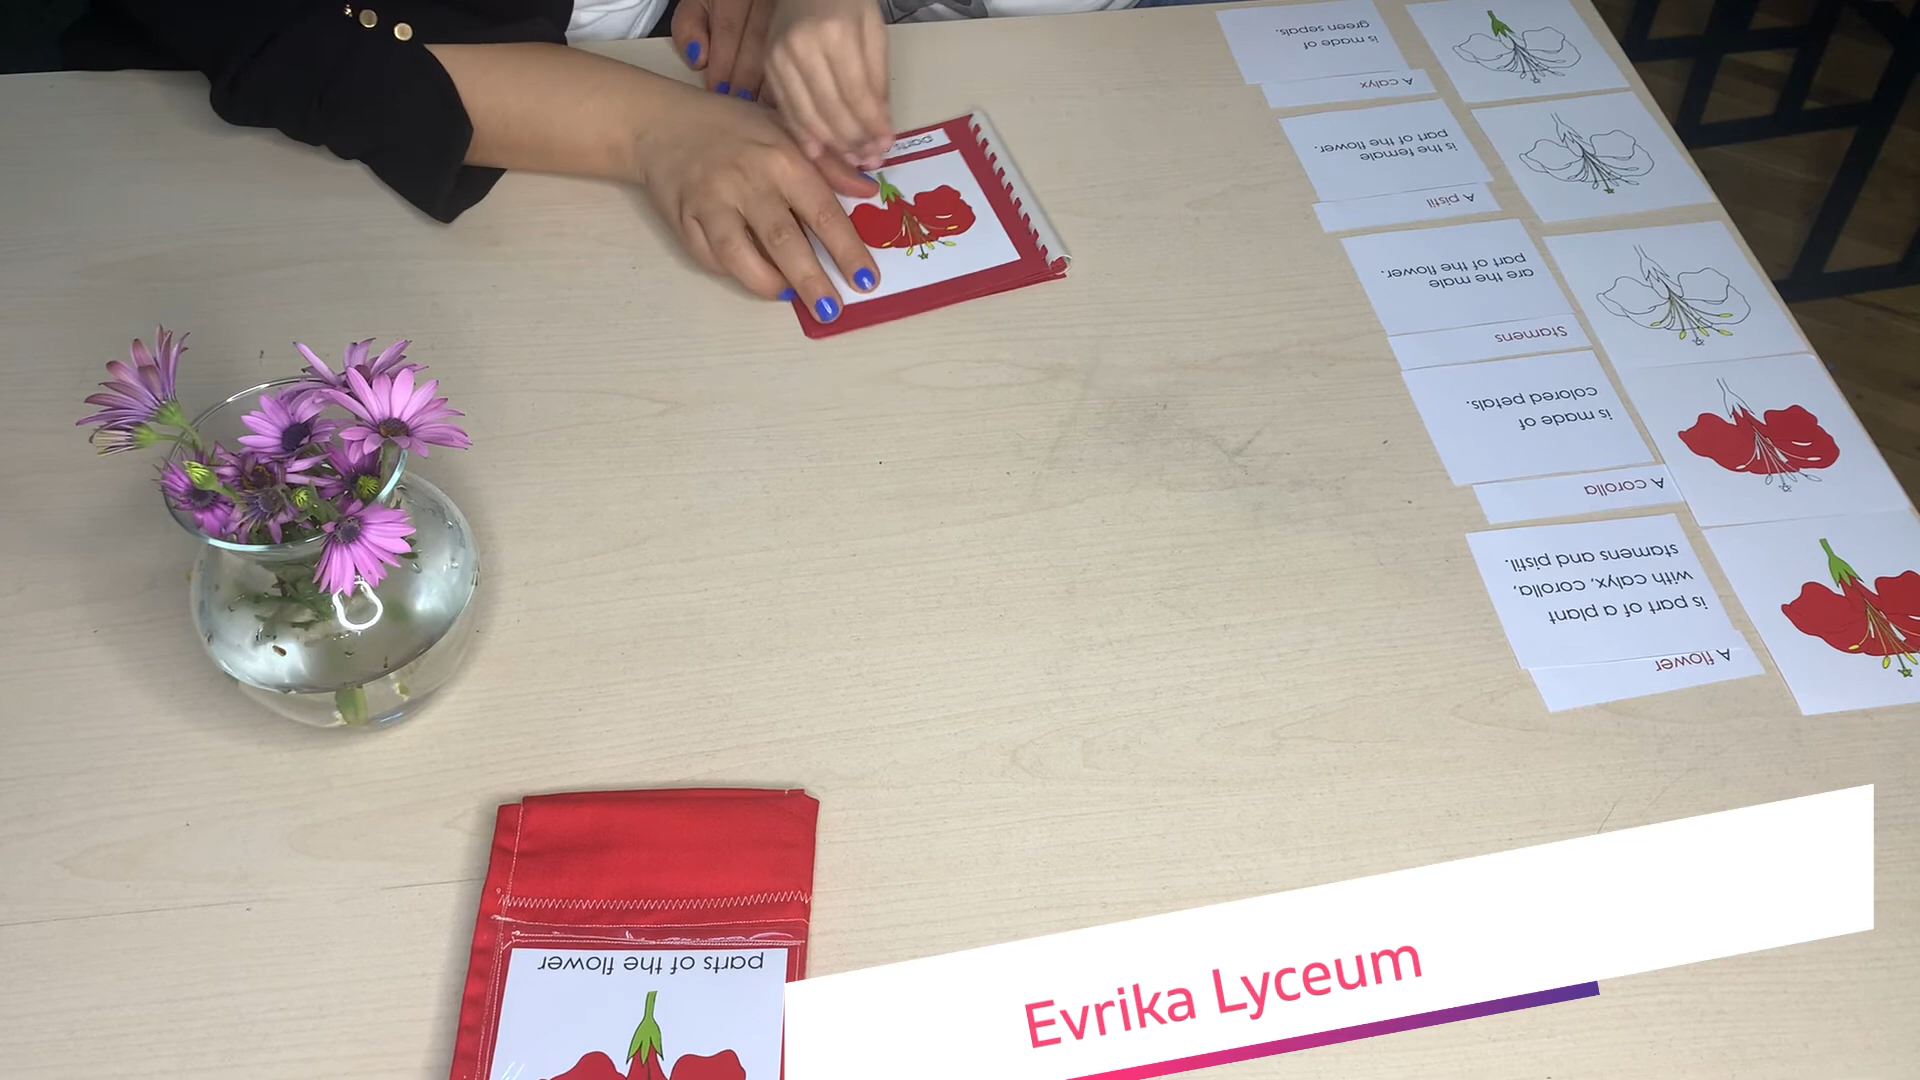 A flower
is part of a plant
with calyx, corolla,
stamens and pistil.
A corolla
is made of
colored petals.
Stamens
are the male
part of the flower.
A pistil
is the female
part of the flower.
A calyx
is made of
green sepals.
parts
parts of the flower
Evrika Lyceum